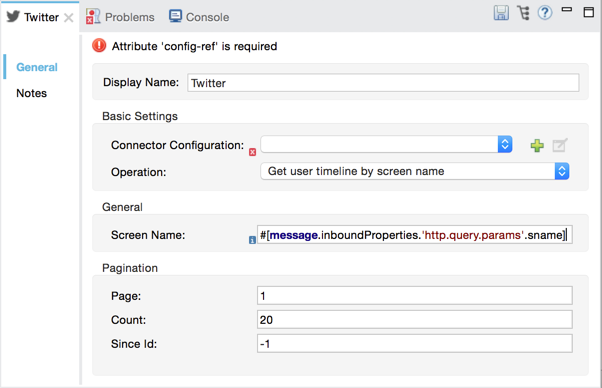 Twitter Problems Console
Attribute 'config-ref' is required
General
Notes
Display Name: Twitter
Basic Settings
Connector Configuration:
Operation: Get user timeline by screen name
General
Screen Name: #[message.inboundProperties.'http.query.params'.sname]
Pagination
Page: 1
Count: 20
Since Id: -1